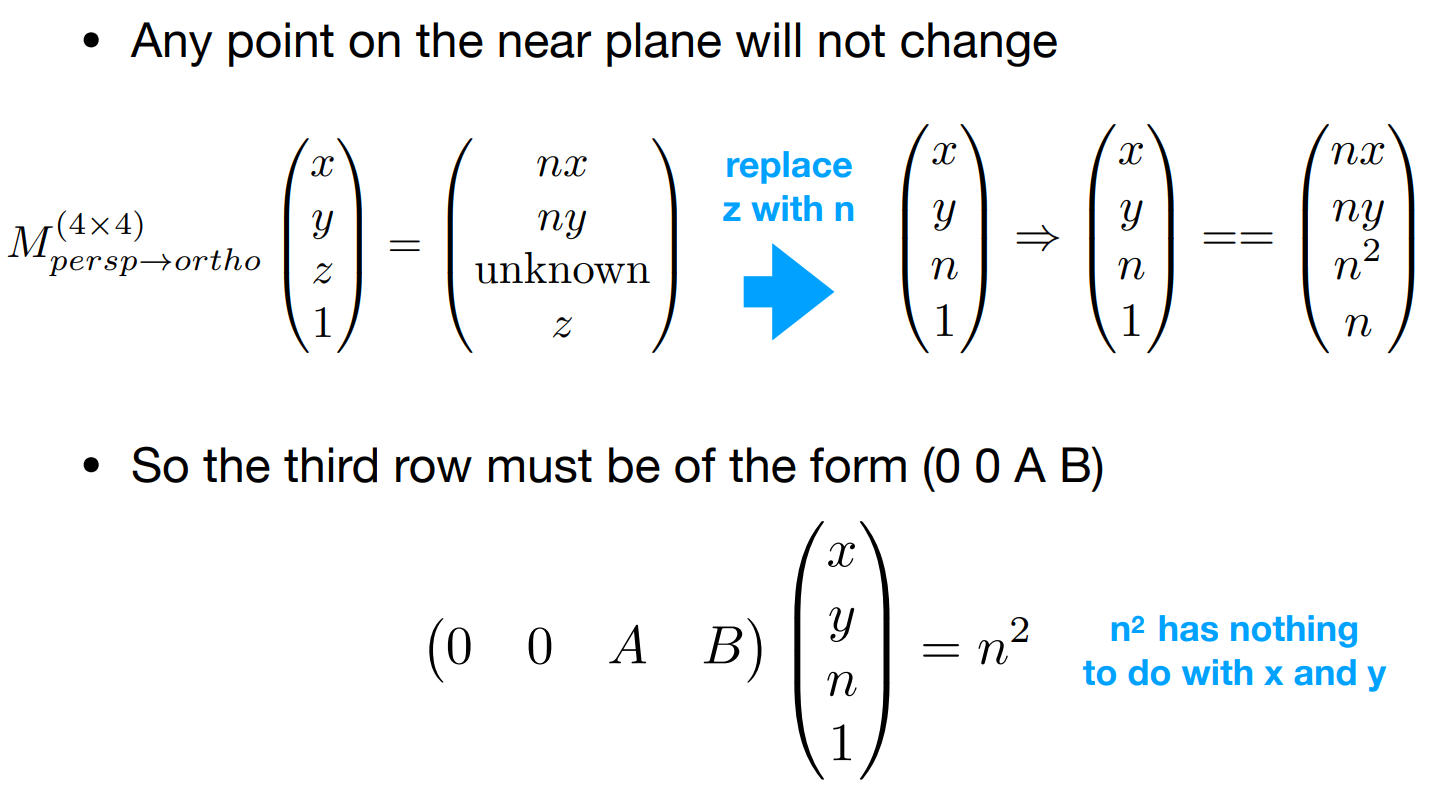 • Any point on the near plane will not change
$M_{persp \to ortho}^{(4 \times 4)} \begin{pmatrix} x \\ y \\ z \\ 1 \end{pmatrix} = \begin{pmatrix} nx \\ ny \\ \text{unknown} \\ z \end{pmatrix}$ replace z with n $\begin{pmatrix} x \\ y \\ n \\ 1 \end{pmatrix} \Rightarrow \begin{pmatrix} x \\ y \\ n \\ 1 \end{pmatrix} == \begin{pmatrix} nx \\ ny \\ n^2 \\ n \end{pmatrix}$
• So the third row must be of the form (0 0 A B)
$\begin{pmatrix} 0 & 0 & A & B \end{pmatrix} \begin{pmatrix} x \\ y \\ n \\ 1 \end{pmatrix} = n^2$
n² has nothing
to do with x and y